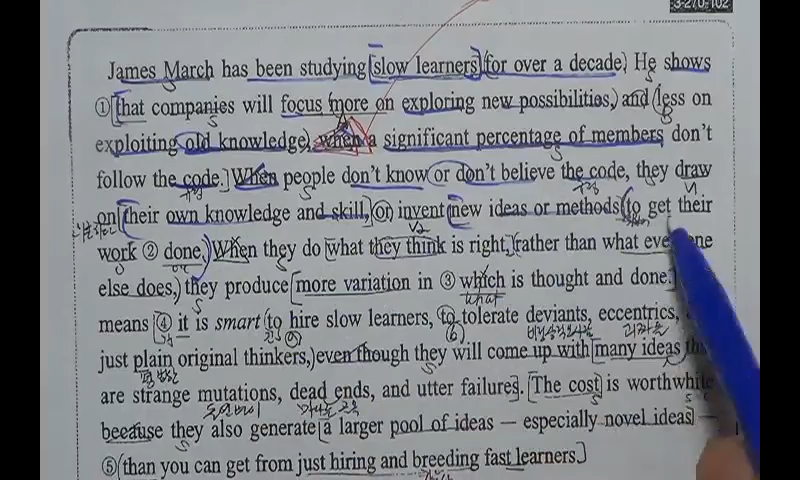 3-270-102
James March has been studying slow learners for over a decade. He shows
① that companies will focus more on exploring new possibilities, and less on
exploiting old knowledge, when a significant percentage of members don't
follow the code. When people don't know or don't believe the code, they draw
on their own knowledge and skill, or invent new ideas or methods to get their
work ② done. When they do what they think is right, rather than what everyone
else does, they produce more variation in ③ which is thought and done.
means ④ it is smart to hire slow learners, to tolerate deviants, eccentrics,
just plain original thinkers, even though they will come up with many ideas
are strange mutations, dead ends, and utter failures. The cost is worthwhile
because they also generate a larger pool of ideas — especially novel ideas —
⑤ than you can get from just hiring and breeding fast learners.
what